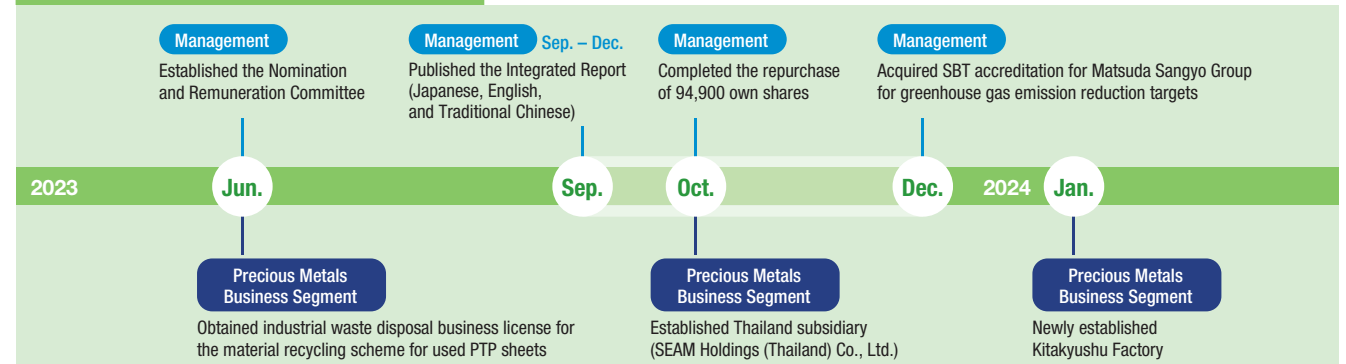 Management
Established the Nomination
and Remuneration Committee
Management Sep. – Dec.
Published the Integrated Report
(Japanese, English,
and Traditional Chinese)
Management
Completed the repurchase
of 94,900 own shares
Management
Acquired SBT accreditation for Matsuda Sangyo Group
for greenhouse gas emission reduction targets
2023
Jun.
Sep.
Oct.
Dec.
2024
Jan.
Precious Metals
Business Segment
Obtained industrial waste disposal business license for
the material recycling scheme for used PTP sheets
Precious Metals
Business Segment
Established Thailand subsidiary
(SEAM Holdings (Thailand) Co., Ltd.)
Precious Metals
Business Segment
Newly established
Kitakyushu Factory